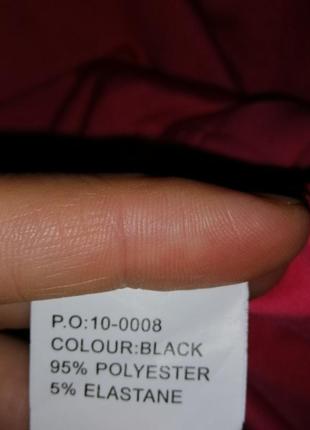 P.O:10-0008
COLOUR:BLACK
95% POLYESTER
5% ELASTANE